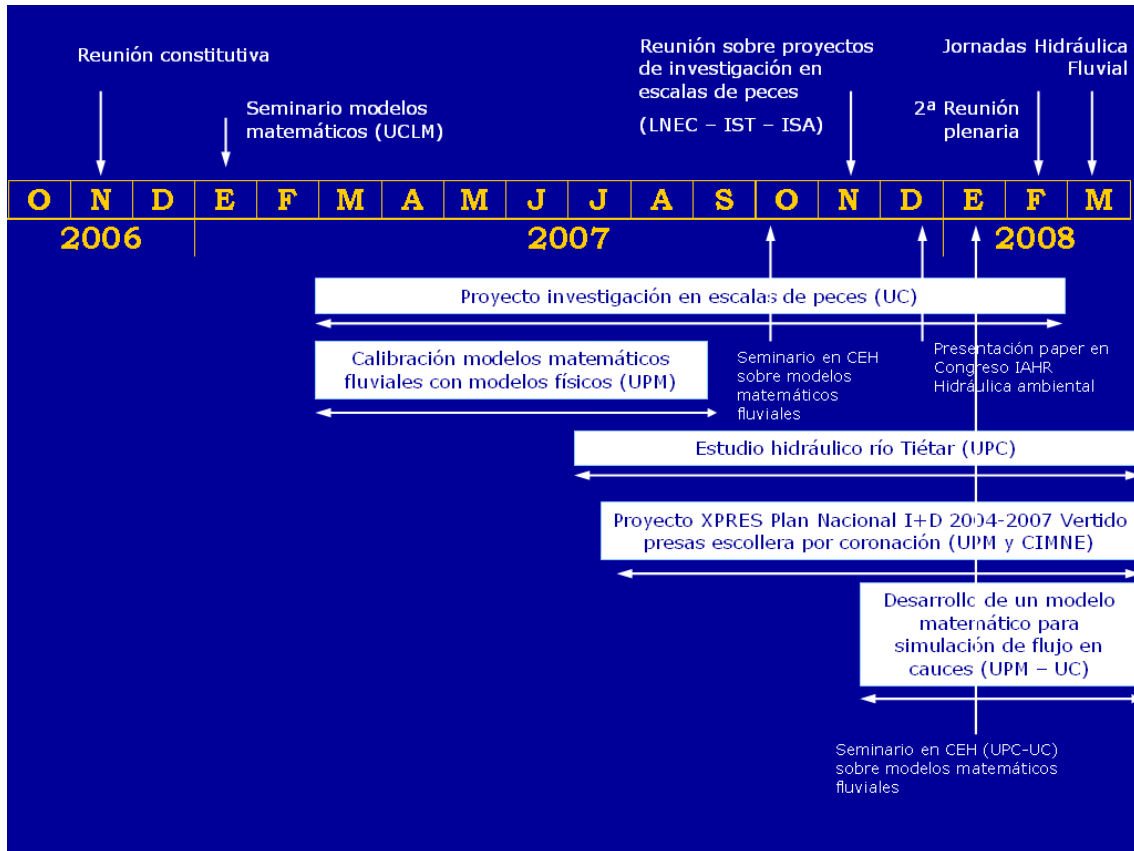 Reunión constitutiva
Seminario modelos
matemáticos (UCLM)
Reunión sobre proyectos
de investigación en
escalas de peces
(LNEC – IST – ISA)
Jornadas Hidráulica
Fluvial
2ª Reunión
plenaria
O N D E F M A M J J A S O N D E F M
2006 2007 2008
Proyecto investigación en escalas de peces (UC)
Calibración modelos matemáticos
fluviales con modelos físicos (UPM)
Seminario en CEH
sobre modelos
matemáticos
fluviales
Presentación paper en
Congreso IAHR
Hidráulica ambiental
Estudio hidráulico río Tiétar (UPC)
Proyecto XPRES Plan Nacional I+D 2004-2007 Vertido
presas escollera por coronación (UPM y CIMNE)
Desarrollo de un modelo
matemático para
simulación de flujo en
cauces (UPM – UC)
Seminario en CEH (UPC-UC)
sobre modelos matemáticos
fluviales